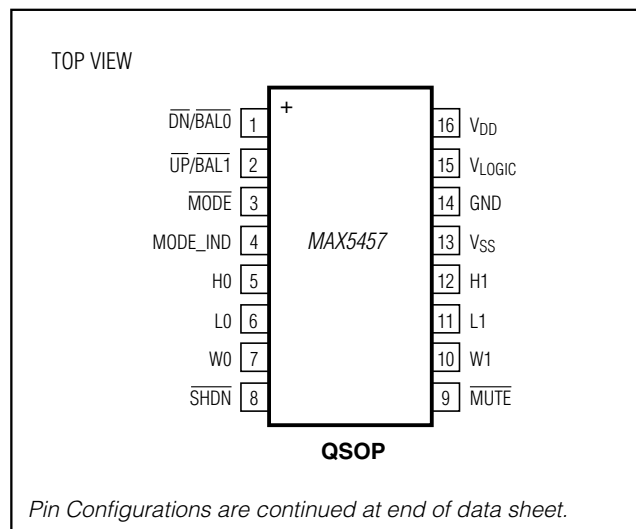 TOP VIEW
+
DN/BAL0 1 16 VDD
UP/BAL1 2 15 VLOGIC
MODE 3 14 GND
MODE_IND 4 MAX5457 13 VSS
H0 5 12 H1
L0 6 11 L1
W0 7 10 W1
SHDN 8 9 MUTE
QSOP
Pin Configurations are continued at end of data sheet.